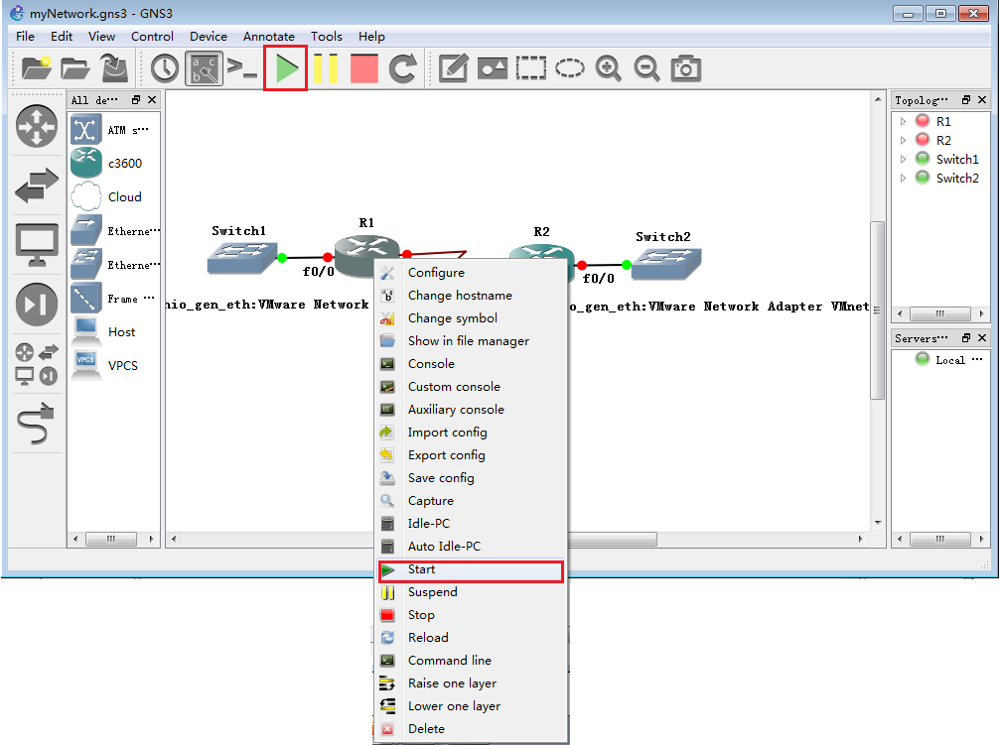 myNetwork.gns3 - GNS3
File Edit View Control Device Annotate Tools Help
All de···
ATM s···
c3600
Cloud
Etherne···
Etherne···
Frame ···
Host
VPCS
VPCS
Switch1
R1
f0/0
R2
Switch2
f0/0
nio_gen_eth:VMware Network
o_gen_eth:VMware Network Adapter VMnet
Configure
Change hostname
Change symbol
Show in file manager
Console
Custom console
Auxiliary console
Import config
Export config
Save config
Capture
Idle-PC
Auto Idle-PC
Start
Suspend
Stop
Reload
Command line
Raise one layer
Lower one layer
Delete
Topolog···
R1
R2
Switch1
Switch2
Servers···
Local ···